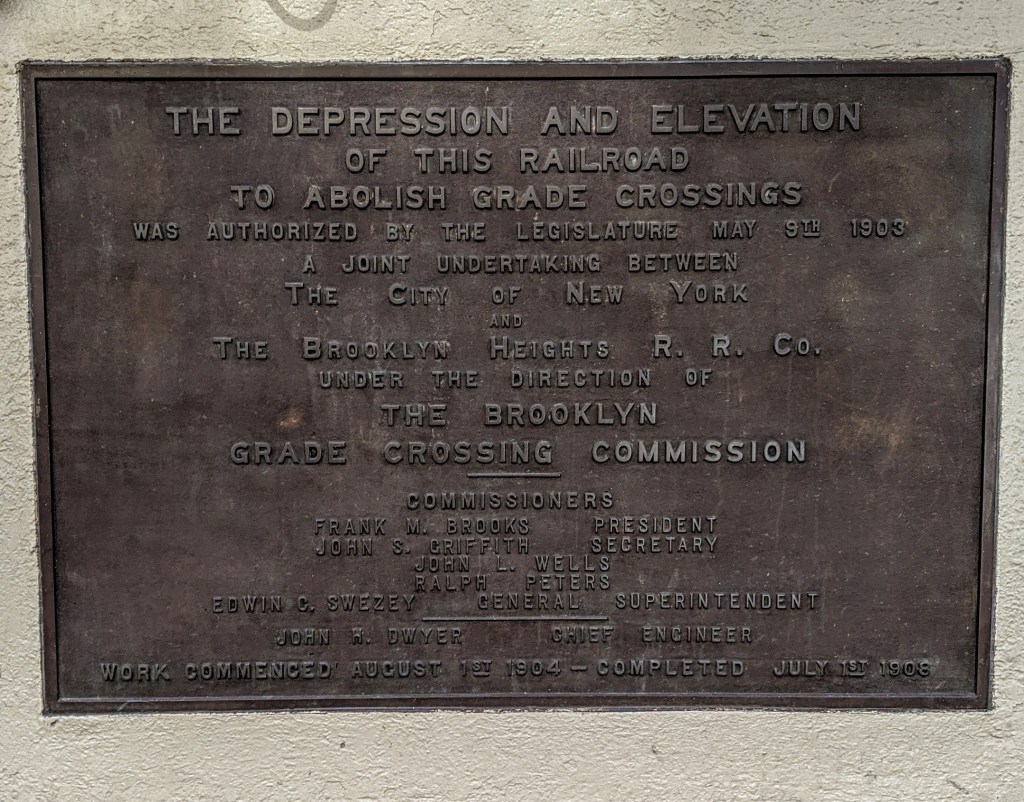 THE DEPRESSION AND ELEVATION
OF THIS RAILROAD
TO ABOLISH GRADE CROSSINGS
WAS AUTHORIZED BY THE LEGISLATURE MAY 9TH 1903
A JOINT UNDERTAKING BETWEEN
THE CITY OF NEW YORK
AND
THE BROOKLYN HEIGHTS R. R. CO.
UNDER THE DIRECTION OF
THE BROOKLYN
GRADE CROSSING COMMISSION
COMMISSIONERS
FRANK M. BROOKS PRESIDENT
JOHN S. GRIFFITH SECRETARY
JOHN L. WELLS
RALPH PETERS
EDWIN C. SWEZEY GENERAL SUPERINTENDENT
JOHN H. DWYER CHIEF ENGINEER
WORK COMMENCED AUGUST 1ST 1904 — COMPLETED JULY 1ST 1908